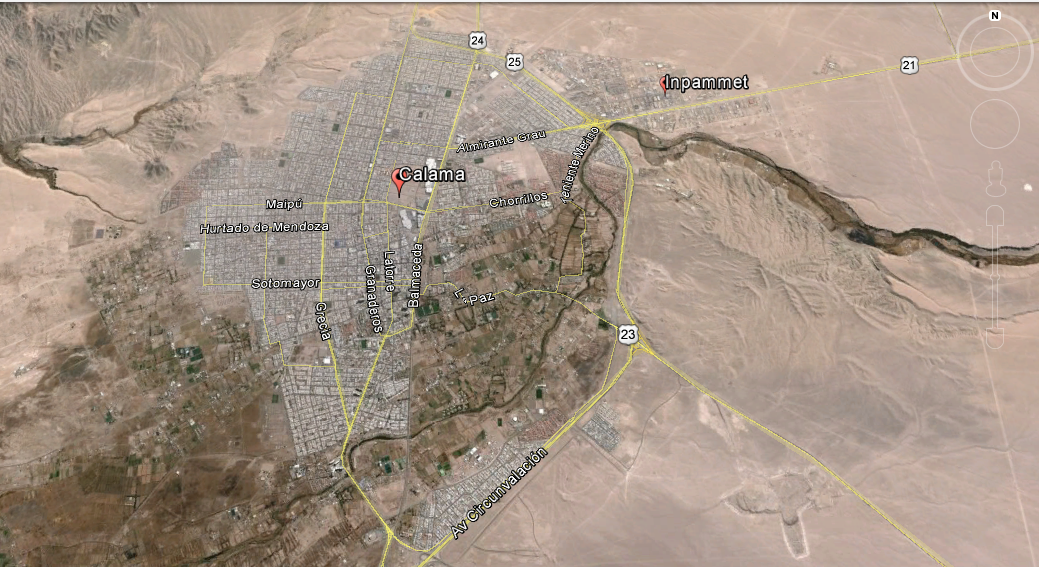 N
24
25
21
Inpammet
Almirante Grau
Teniente Merino
Calama
Chorrillos
Maipú
Hurtado de Mendoza
Sotomayor
Latorre
Balmaceda
Granaderos
La Paz
Grecia
23
Av Circunvalación